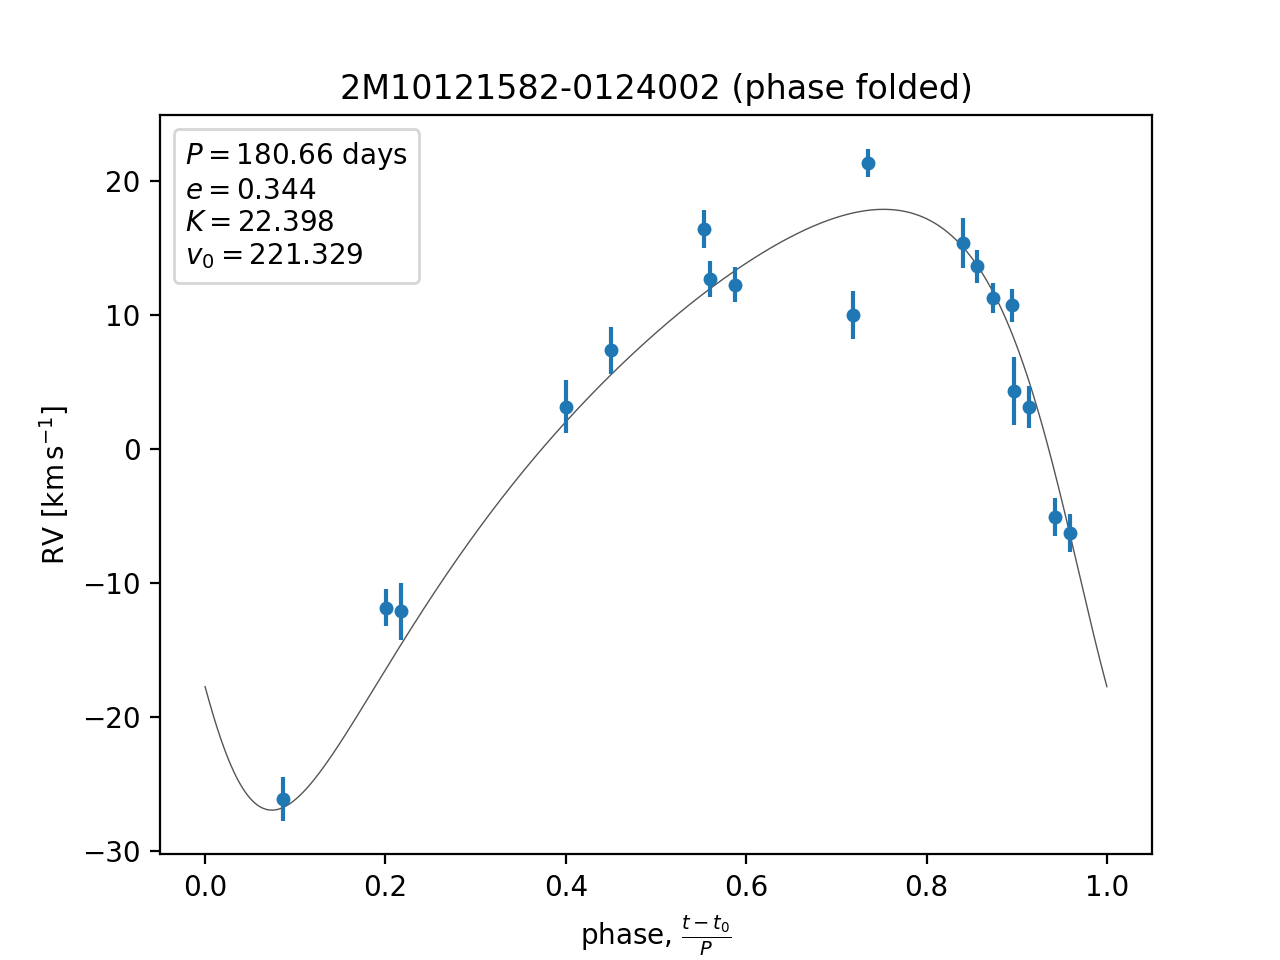 2M10121582-0124002 (phase folded)
P = 180.66 days
e = 0.344
K = 22.398
v₀ = 221.329
20
10
0
−10
−20
−30
RV [km s⁻¹]
0.0 0.2 0.4 0.6 0.8 1.0
phase, (t − t₀)/P